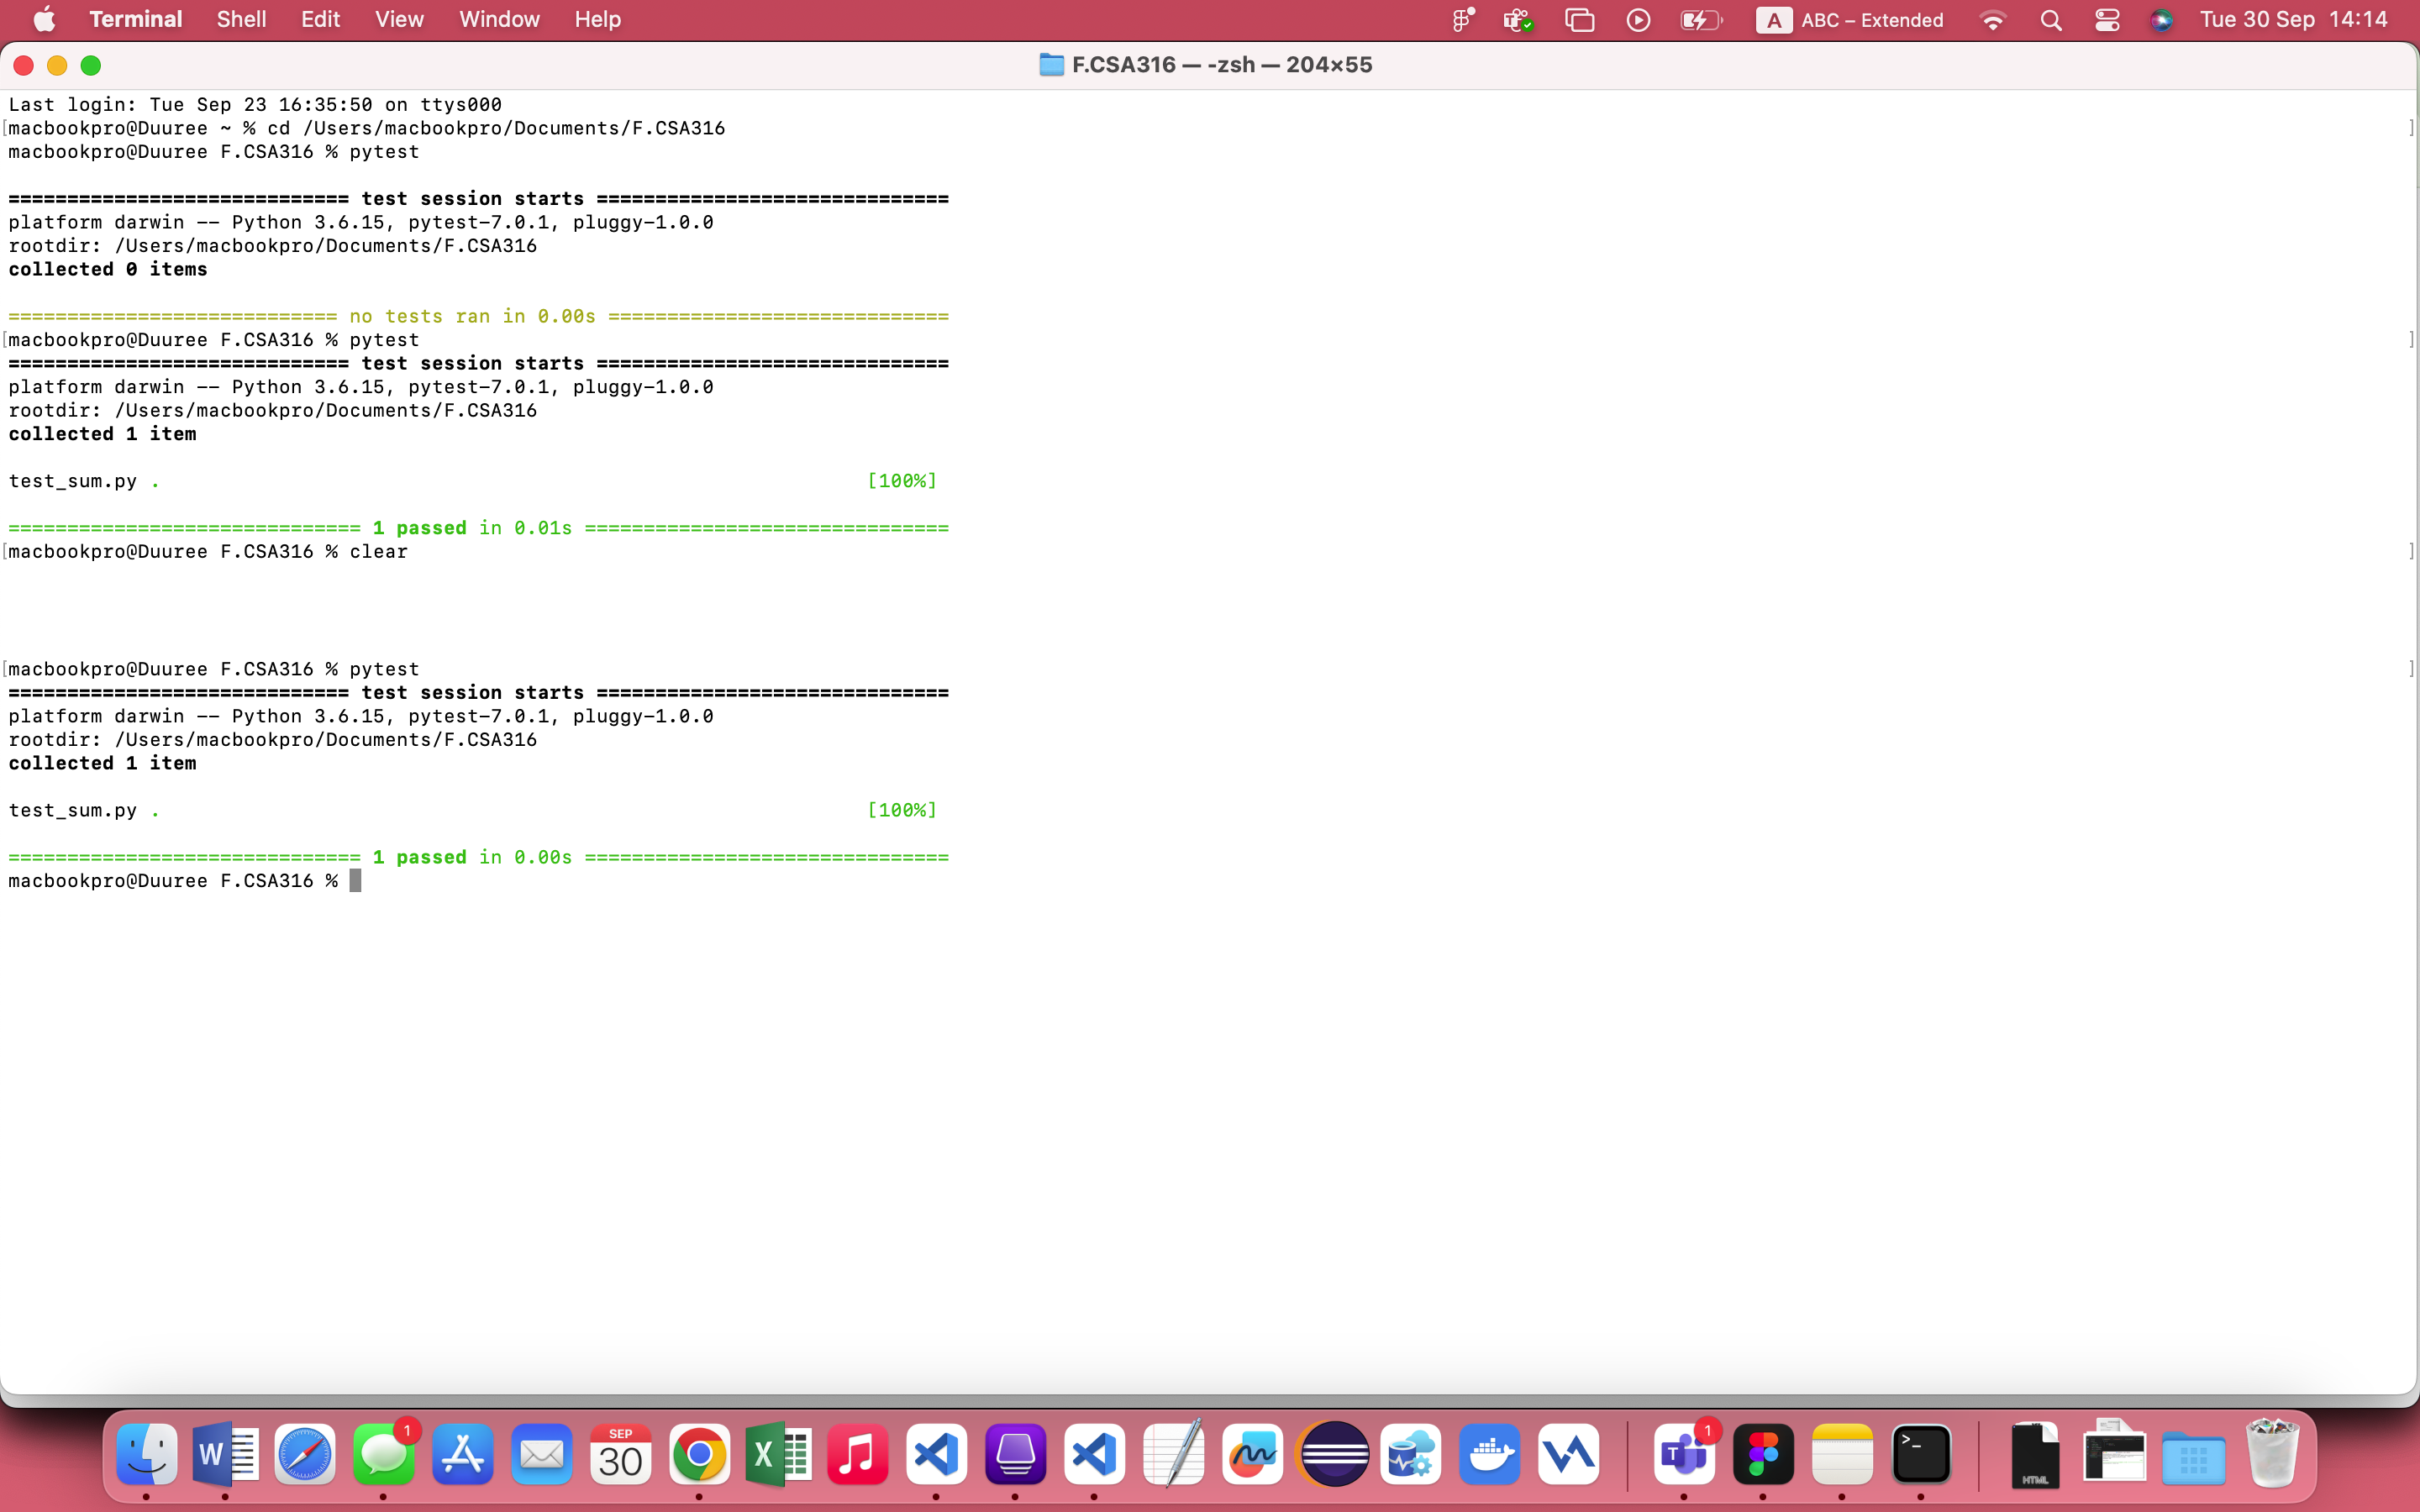 Terminal Shell Edit View Window Help A ABC – Extended Tue 30 Sep 14:14
F.CSA316 — -zsh — 204×55
Last login: Tue Sep 23 16:35:50 on ttys000
[macbookpro@Duuree ~ % cd /Users/macbookpro/Documents/F.CSA316 ]
macbookpro@Duuree F.CSA316 % pytest
============================= test session starts ==============================
platform darwin -- Python 3.6.15, pytest-7.0.1, pluggy-1.0.0
rootdir: /Users/macbookpro/Documents/F.CSA316
collected 0 items
============================ no tests ran in 0.00s =============================
[macbookpro@Duuree F.CSA316 % pytest ]
============================= test session starts ==============================
platform darwin -- Python 3.6.15, pytest-7.0.1, pluggy-1.0.0
rootdir: /Users/macbookpro/Documents/F.CSA316
collected 1 item
test_sum.py . [100%]
============================== 1 passed in 0.01s ===============================
[macbookpro@Duuree F.CSA316 % clear ]
[macbookpro@Duuree F.CSA316 % pytest ]
============================= test session starts ==============================
platform darwin -- Python 3.6.15, pytest-7.0.1, pluggy-1.0.0
rootdir: /Users/macbookpro/Documents/F.CSA316
collected 1 item
test_sum.py . [100%]
============================== 1 passed in 0.00s ===============================
macbookpro@Duuree F.CSA316 %
W 1 SEP 30 X T 1 >_ HTML